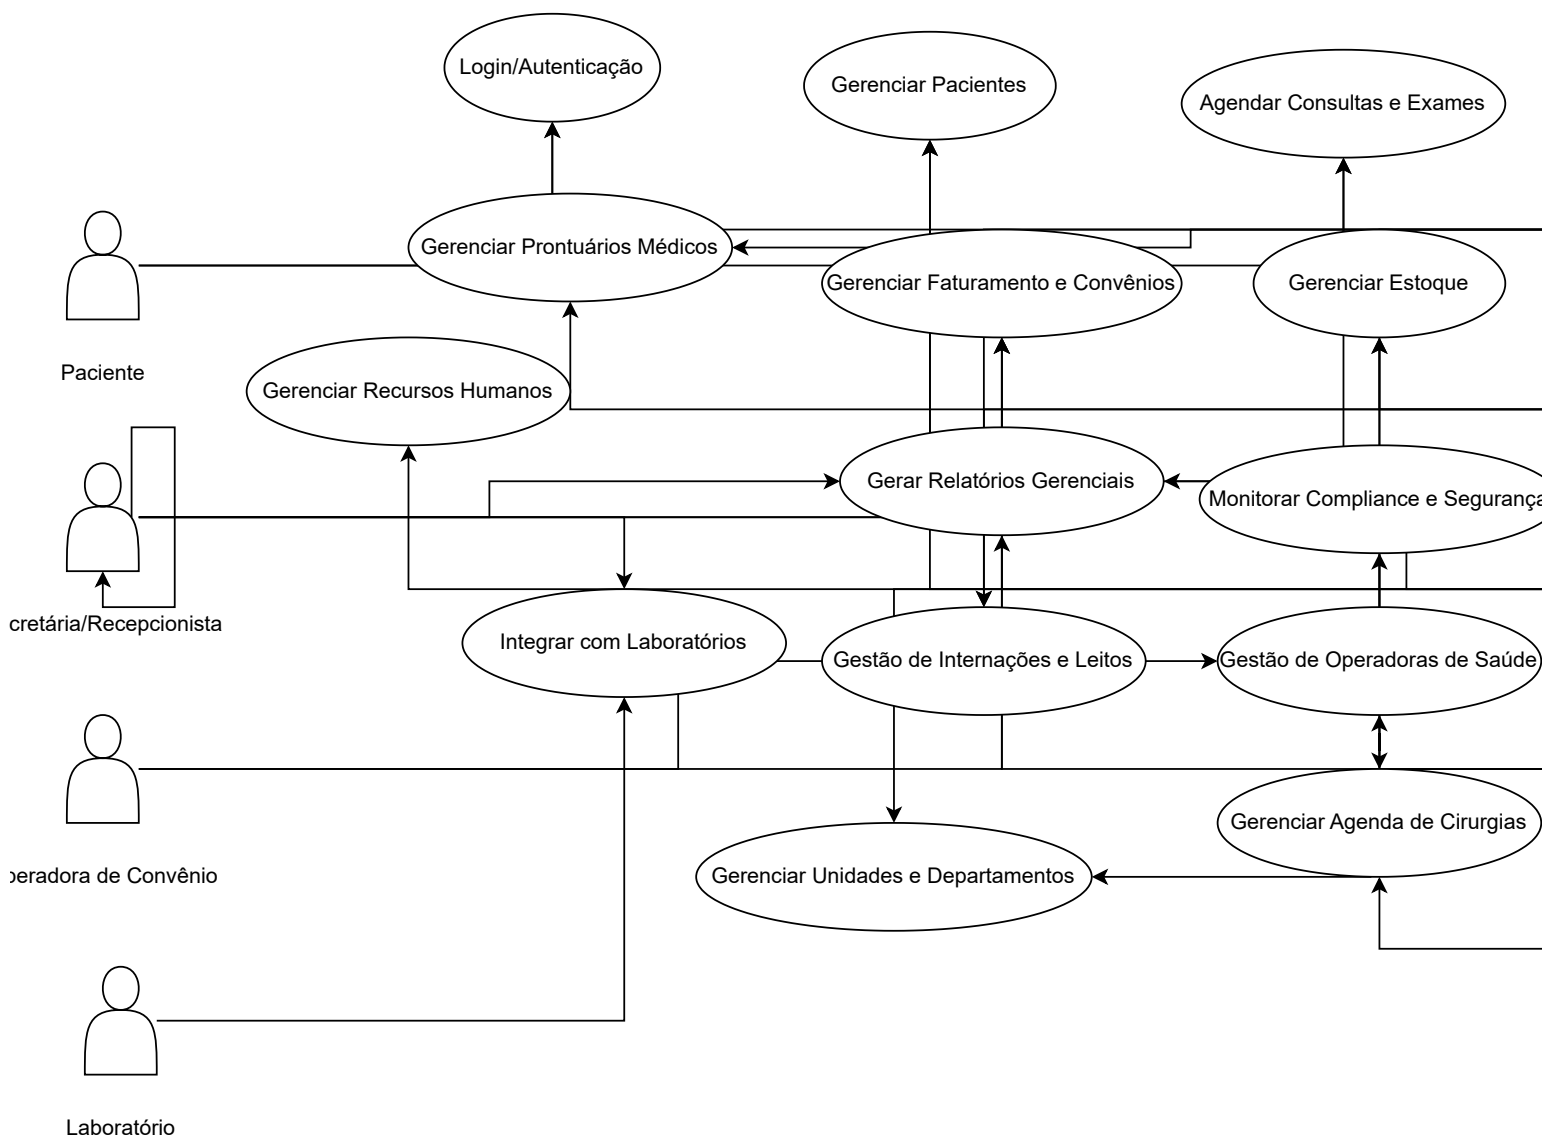 Login/Autenticação
Gerenciar Pacientes
Agendar Consultas e Exames
Gerenciar Prontuários Médicos
Gerenciar Faturamento e Convênios
Gerenciar Estoque
Paciente
Gerenciar Recursos Humanos
Gerar Relatórios Gerenciais
Monitorar Compliance e Segurança
cretária/Recepcionista
Integrar com Laboratórios
Gestão de Internações e Leitos
Gestão de Operadoras de Saúde
Gerenciar Agenda de Cirurgias
peradora de Convênio
Gerenciar Unidades e Departamentos
Laboratório